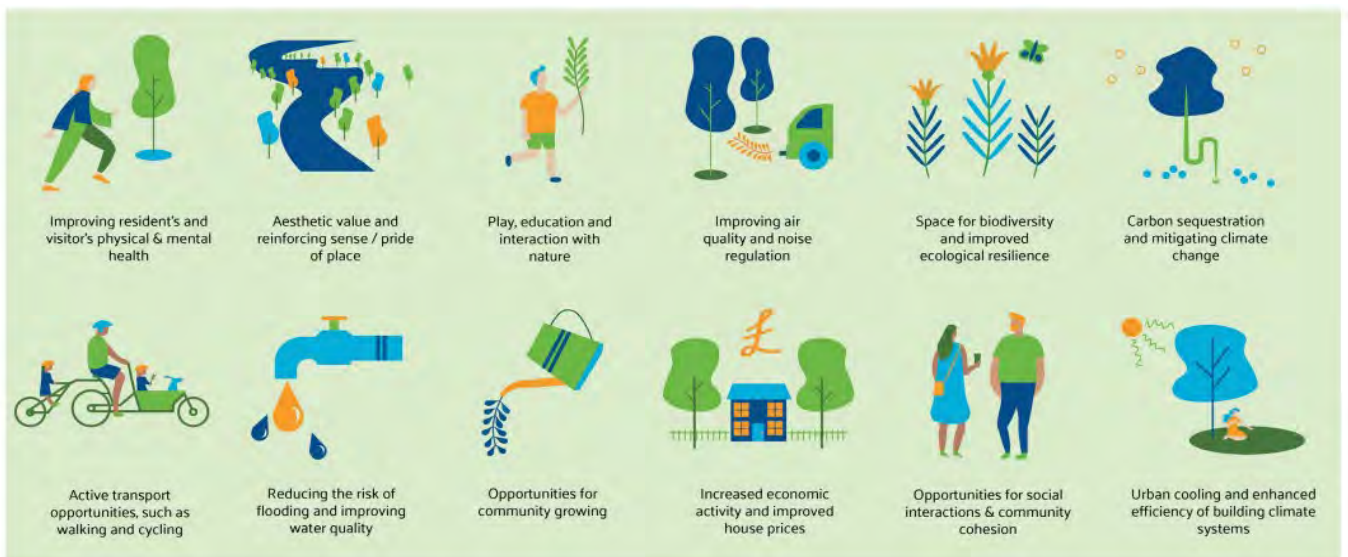 Improving resident's and
visitor's physical & mental
health
Aesthetic value and
reinforcing sense / pride
of place
Play, education and
interaction with
nature
Improving air
quality and noise
regulation
Space for biodiversity
and improved
ecological resilience
Carbon sequestration
and mitigating climate
change
£
Active transport
opportunities, such as
walking and cycling
Reducing the risk of
flooding and improving
water quality
Opportunities for
community growing
Increased economic
activity and improved
house prices
Opportunities for social
interactions & community
cohesion
Urban cooling and enhanced
efficiency of building climate
systems